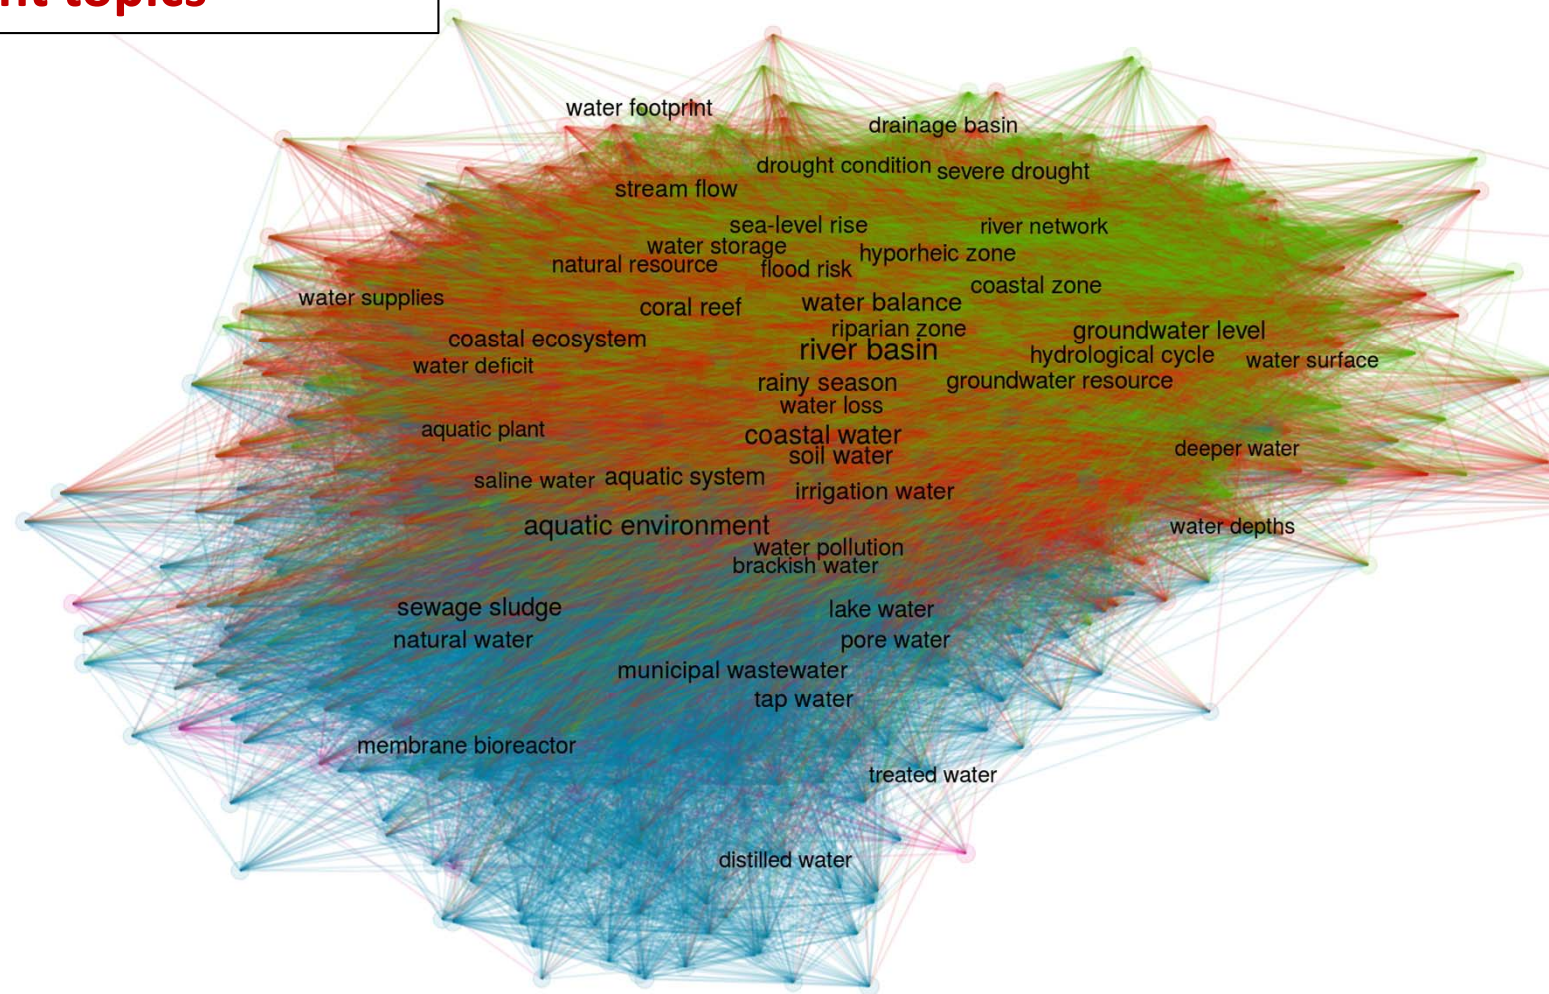 topics
water footprint
drainage basin
drought condition
severe drought
stream flow
sea-level rise
river network
water storage
hyporheic zone
natural resource
flood risk
coastal zone
water supplies
coral reef
water balance
riparian zone
groundwater level
coastal ecosystem
river basin
hydrological cycle
water surface
water deficit
rainy season
groundwater resource
water loss
aquatic plant
coastal water
soil water
deeper water
saline water
aquatic system
irrigation water
aquatic environment
water depths
water pollution
brackish water
sewage sludge
lake water
natural water
pore water
municipal wastewater
tap water
membrane bioreactor
treated water
distilled water